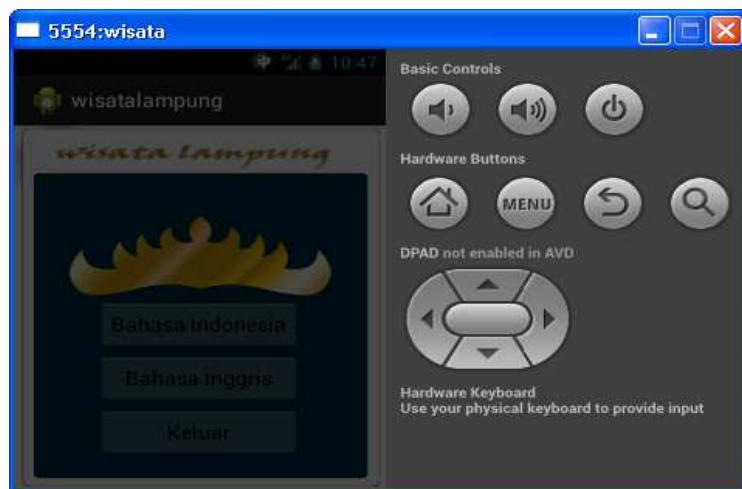 5554:wisata
10:47
wisatalampung
wisata lampung
Bahasa Indonesia
Bahasa Inggris
Keluar
Basic Controls
Hardware Buttons
MENU
DPAD not enabled in AVD
Hardware Keyboard
Use your physical keyboard to provide input